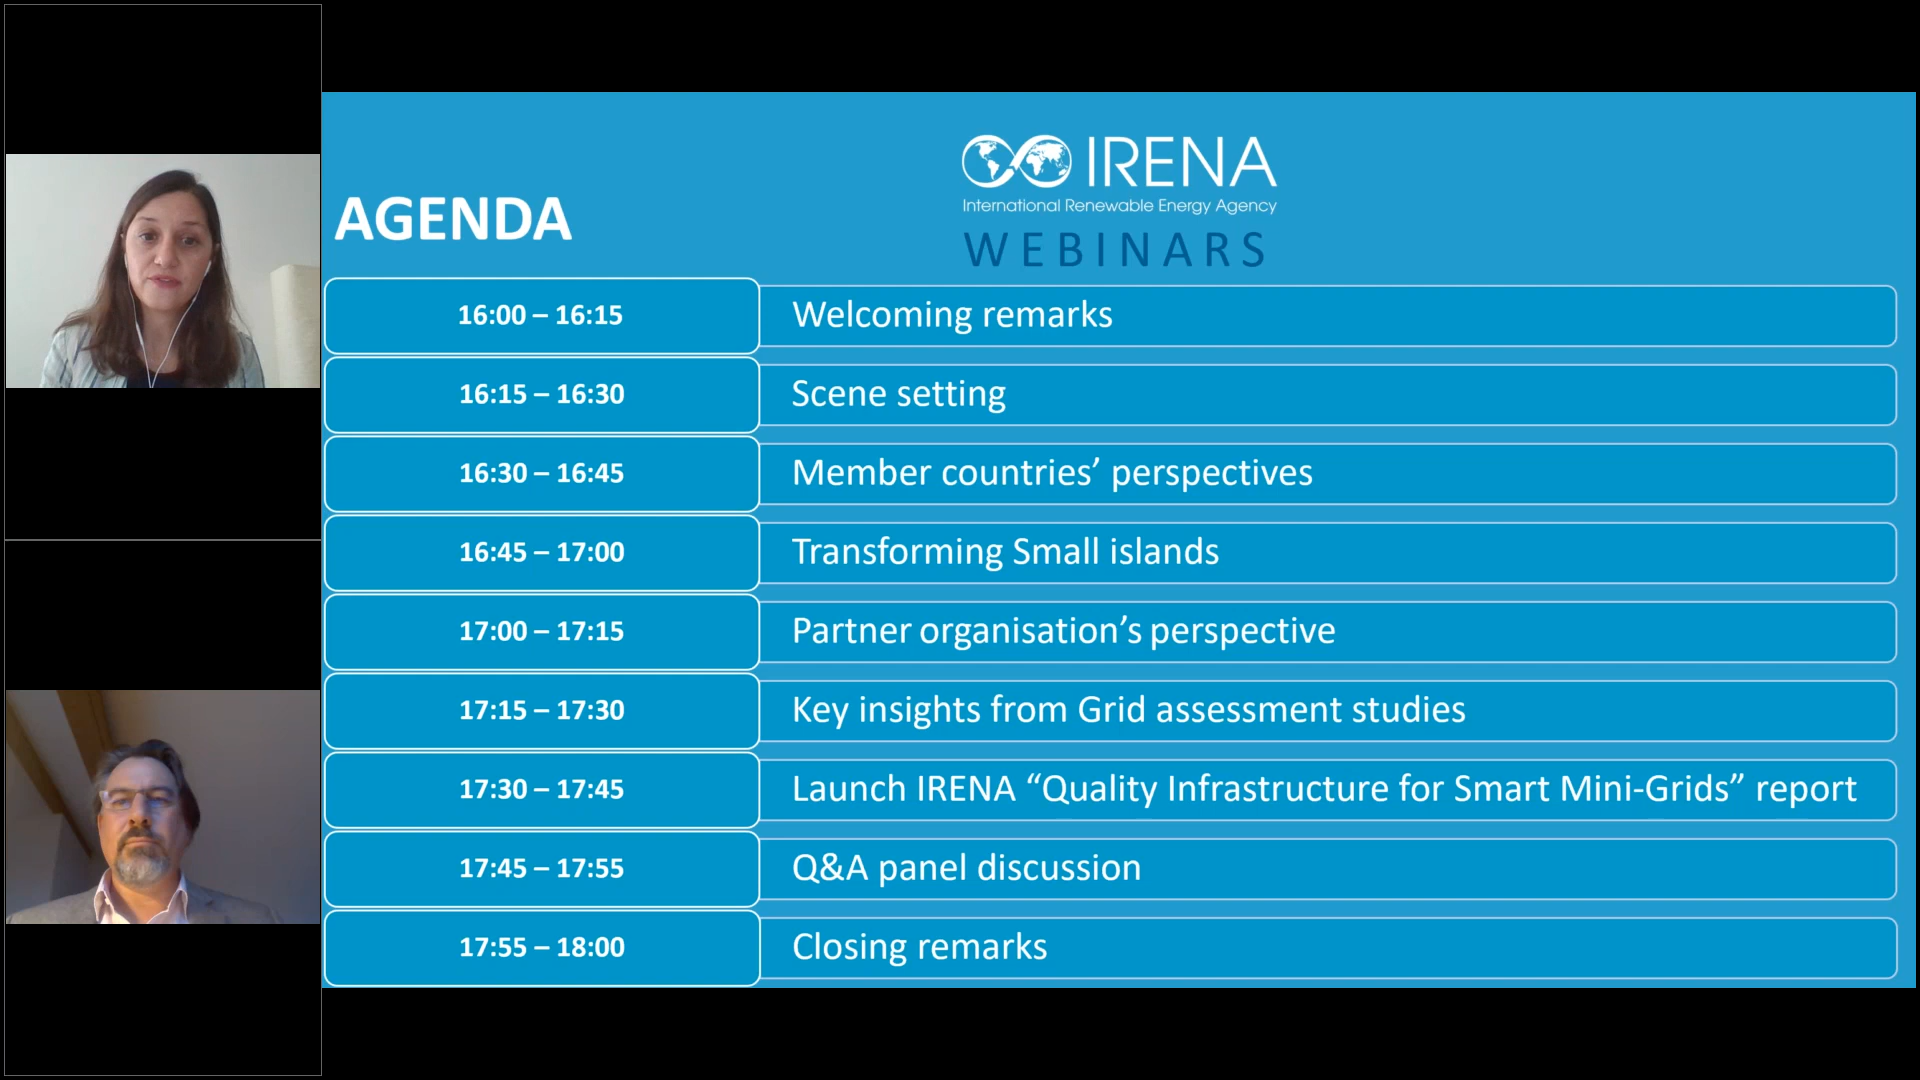 IRENA
International Renewable Energy Agency
WEBINARS
AGENDA
16:00 – 16:15 Welcoming remarks
16:15 – 16:30 Scene setting
16:30 – 16:45 Member countries’ perspectives
16:45 – 17:00 Transforming Small islands
17:00 – 17:15 Partner organisation’s perspective
17:15 – 17:30 Key insights from Grid assessment studies
17:30 – 17:45 Launch IRENA “Quality Infrastructure for Smart Mini-Grids” report
17:45 – 17:55 Q&A panel discussion
17:55 – 18:00 Closing remarks